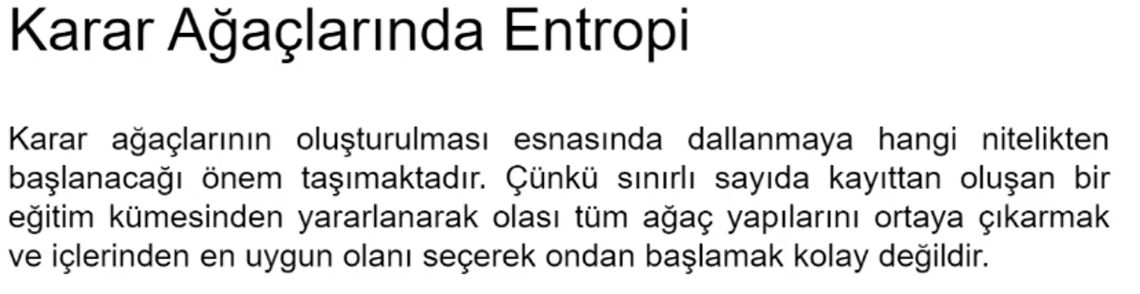 Karar Ağaçlarında Entropi
Karar ağaçlarının oluşturulması esnasında dallanmaya hangi nitelikten
başlanacağı önem taşımaktadır. Çünkü sınırlı sayıda kayıttan oluşan bir
eğitim kümesinden yararlanarak olası tüm ağaç yapılarını ortaya çıkarmak
ve içlerinden en uygun olanı seçerek ondan başlamak kolay değildir.